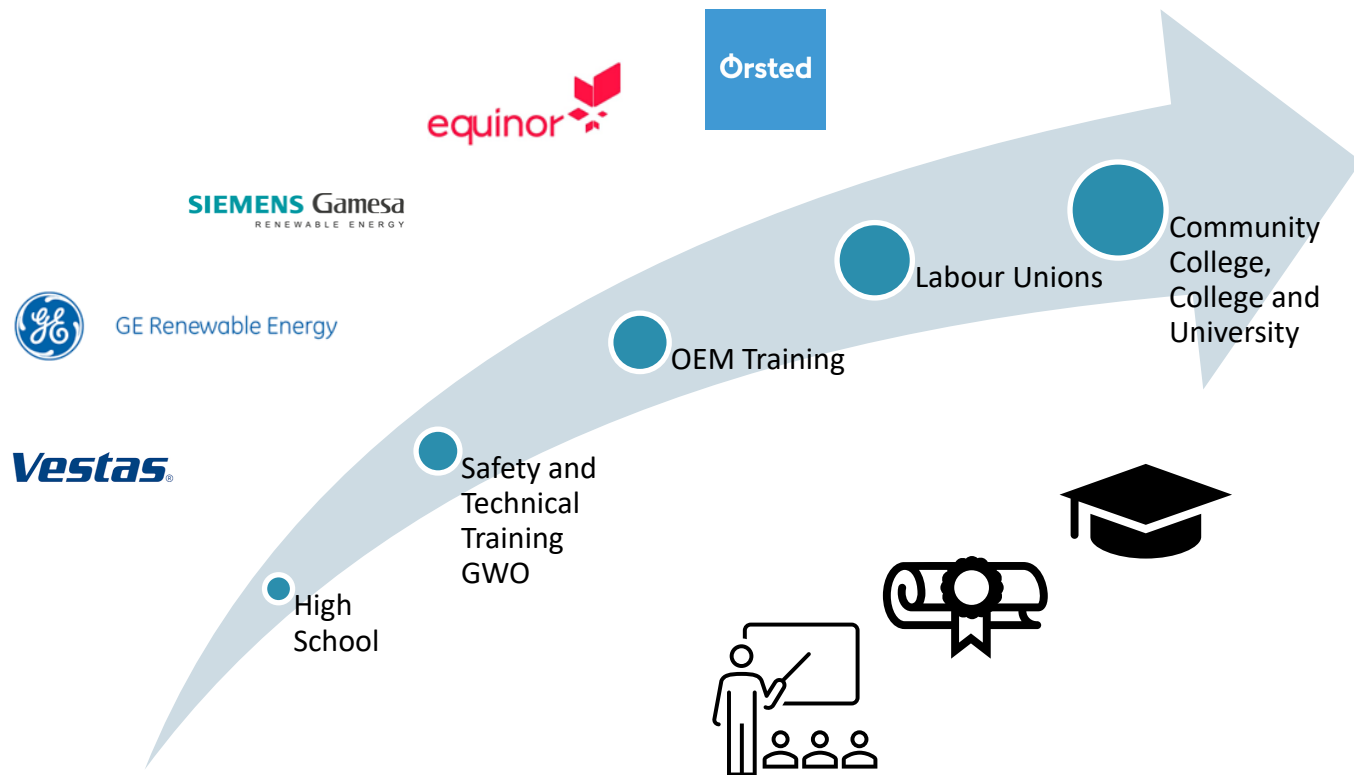 Ørsted
equinor
SIEMENS Gamesa
RENEWABLE ENERGY
GE
GE Renewable Energy
Vestas®
Community
College,
College and
University
Labour Unions
OEM Training
Safety and
Technical
Training
GWO
High
School